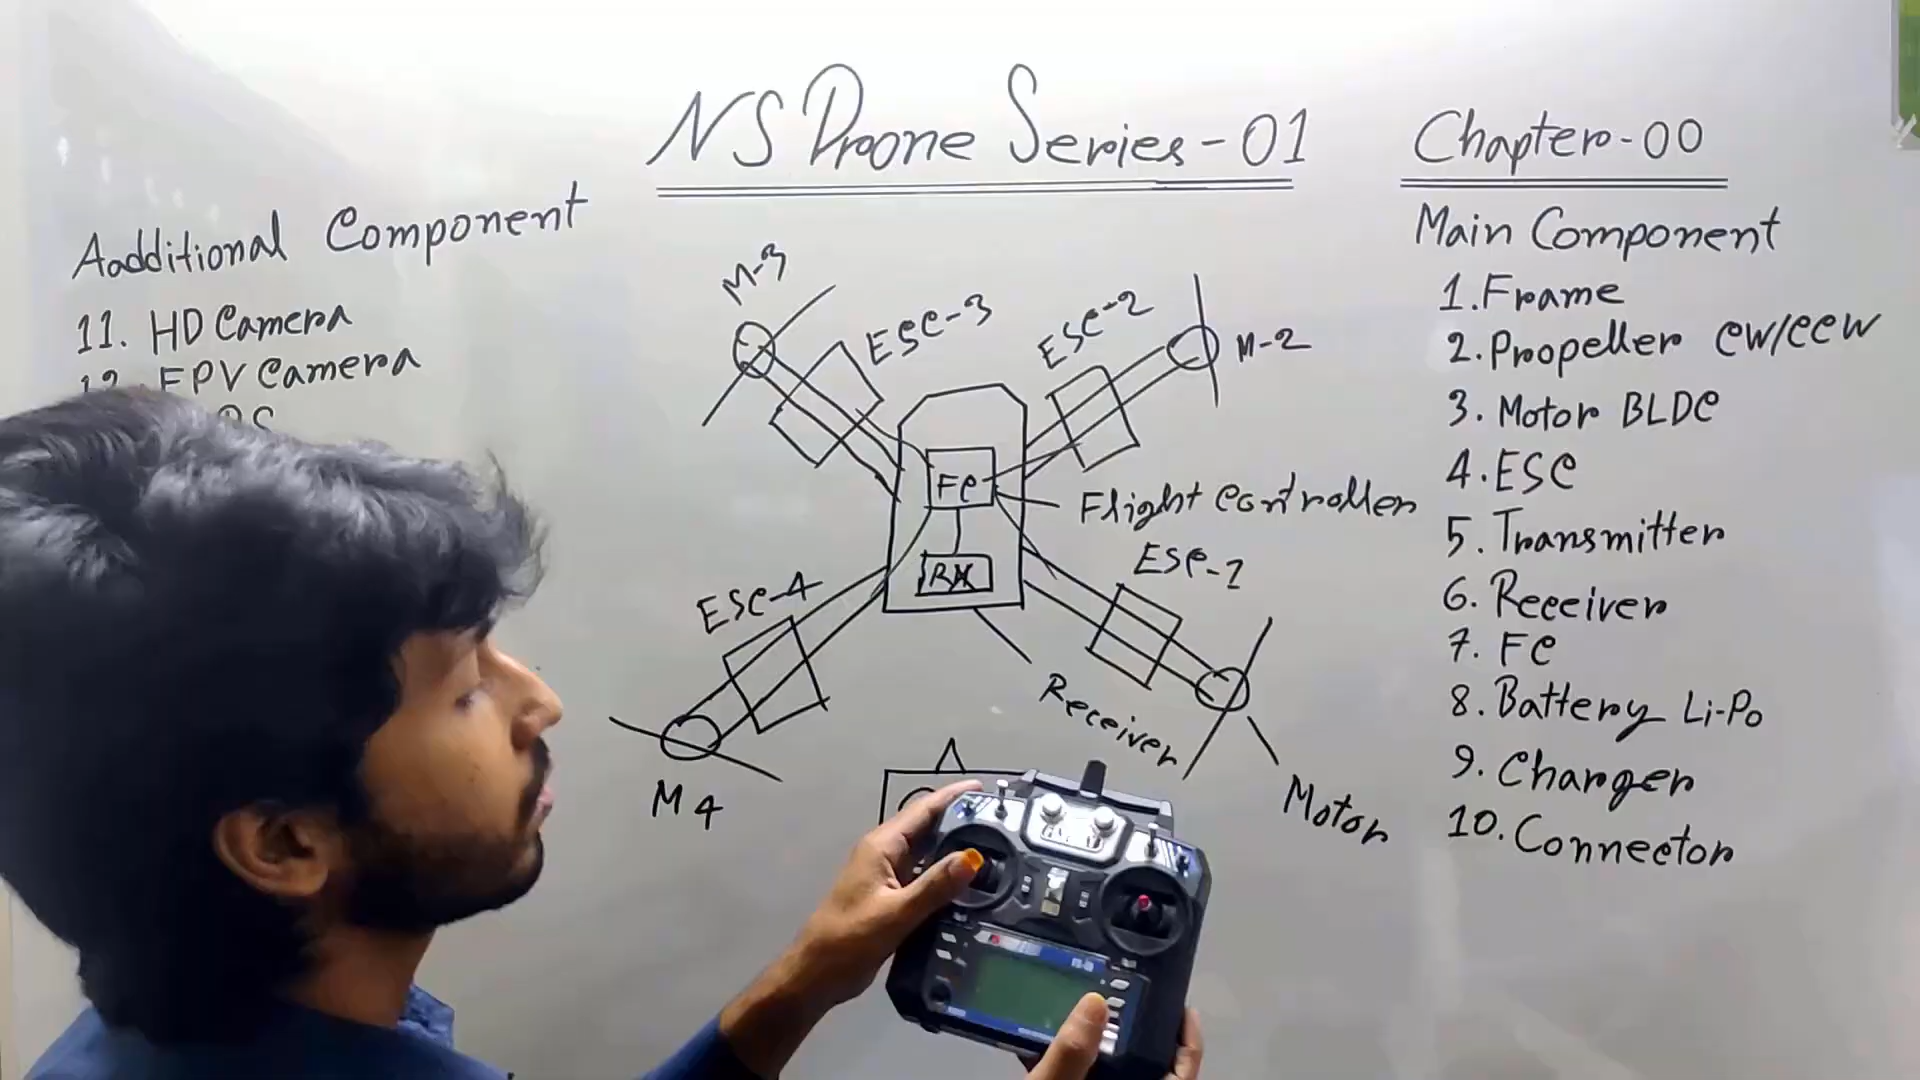 NS Drone Series-01
Chapter-00
Aadditional Component
11. HD Camera
12. FPV Camera
Main Component
1. Frame
2. Propeller CW/CCW
3. Motor BLDC
4. ESC
5. Transmitter
6. Receiver
7. FC
8. Battery Li-Po
9. Charger
10. Connector
M-3
ESC-3
ESC-2
M-2
FC
Flight Controller
RX
ESC-1
ESC-4
Receiver
M4
Motor